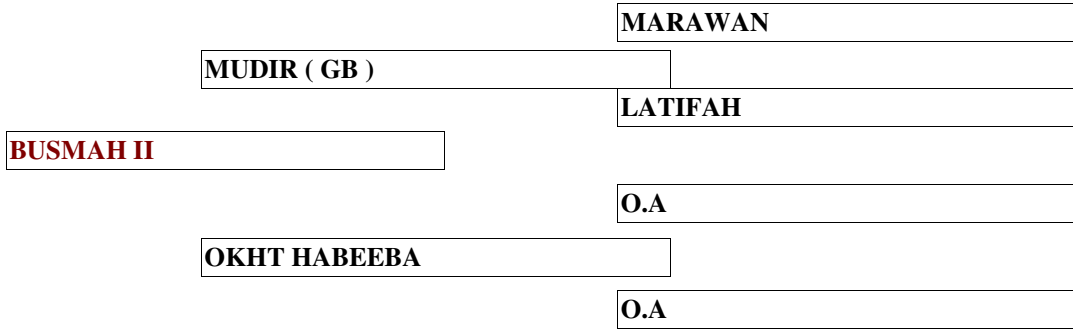 MARAWAN
MUDIR ( GB )
LATIFAH
BUSMAH II
O.A
OKHT HABEEBA
O.A